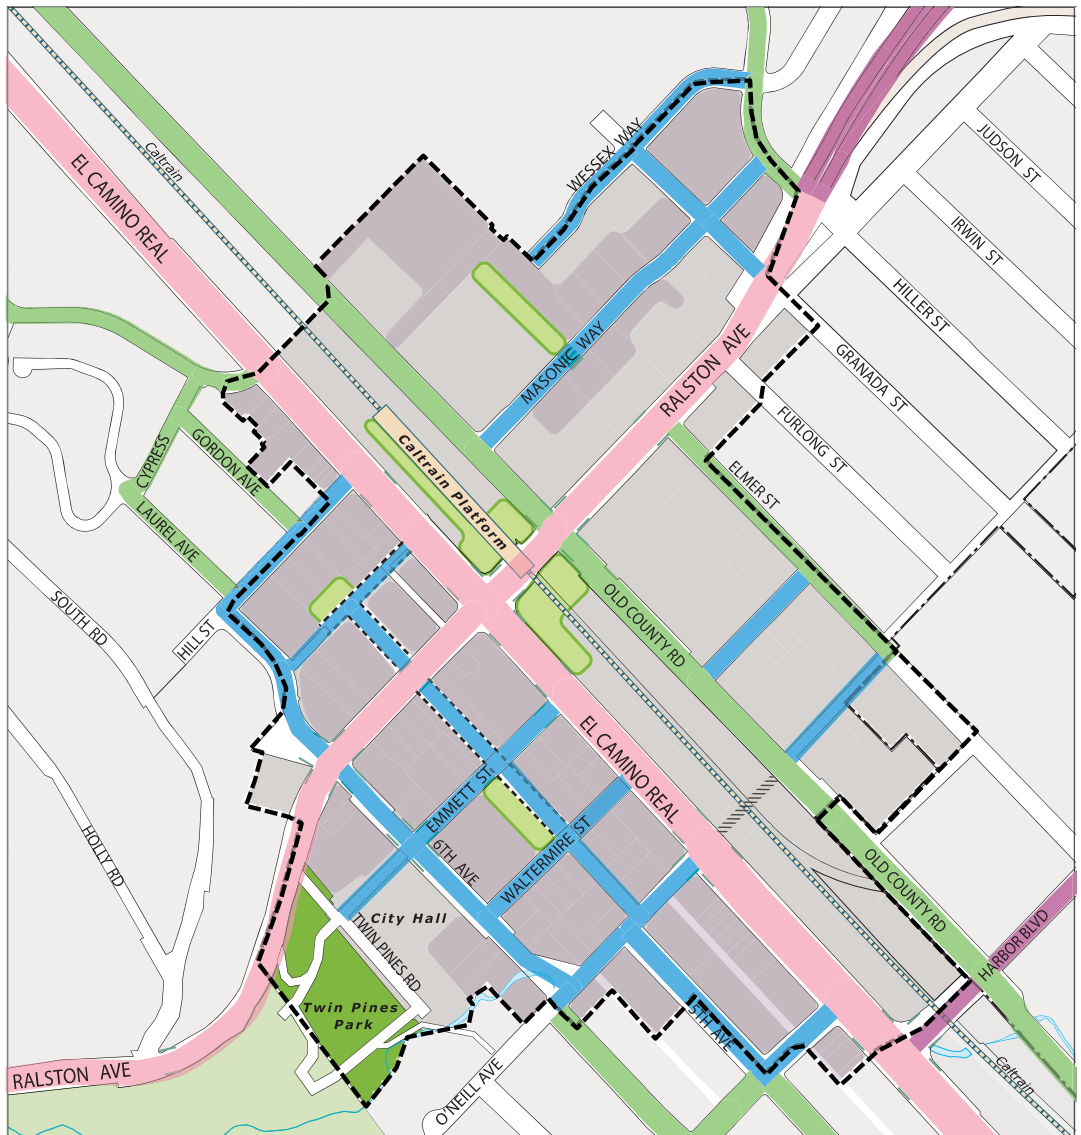 Caltrain
EL CAMINO REAL
WESSEX WAY
JUDSON ST
IRWIN ST
HILLER ST
GRANADA ST
FURLONG ST
MASONIC WAY
RALSTON AVE
ELMER ST
Caltrain Platform
CYPRESS
GORDON AVE
LAUREL AVE
SOUTH RD
HILL ST
OLD COUNTY RD
EL CAMINO REAL
EMMETT ST
6TH AVE
WALTERMIRE ST
HOLLY RD
City Hall
TWIN PINES RD
Twin Pines
Park
OLD COUNTY RD
HARBOR BLVD
5TH AVE
RALSTON AVE
O'NEILL AVE
Caltrain